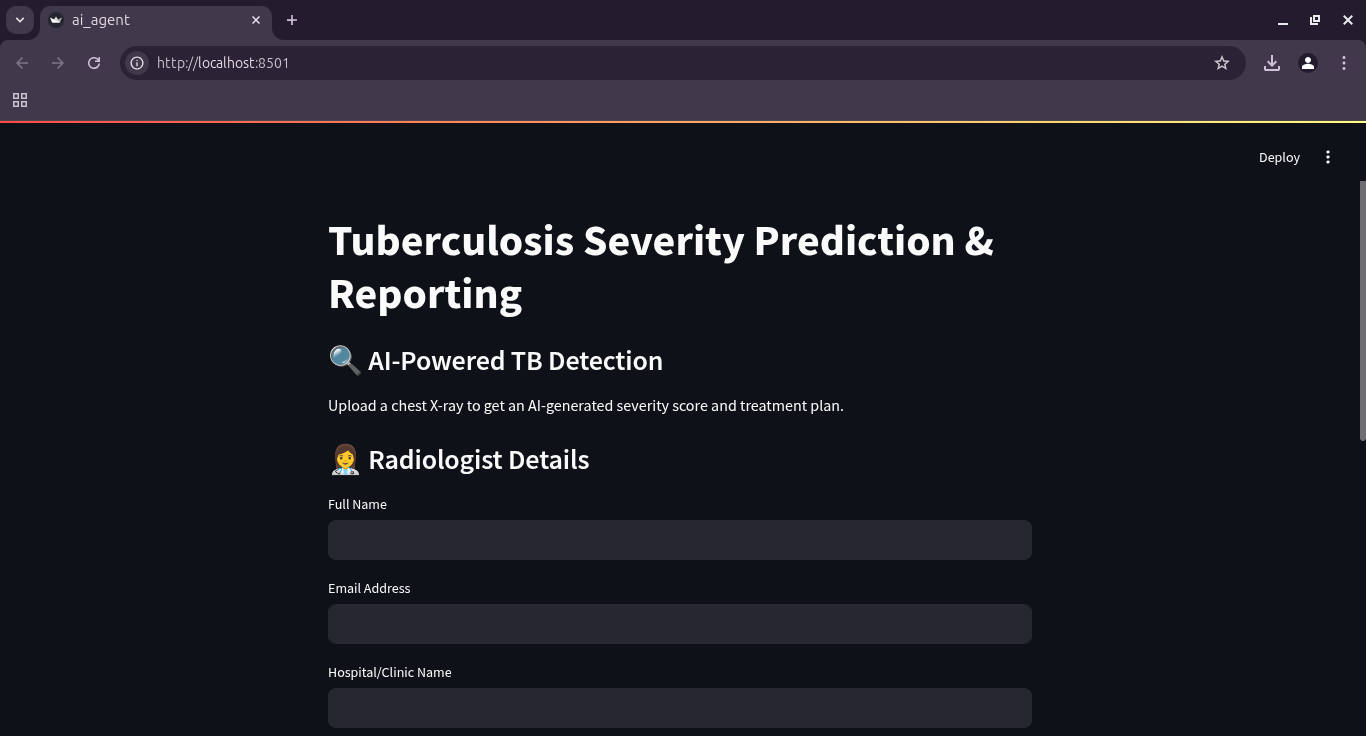 ai_agent
http://localhost:8501
Deploy
Tuberculosis Severity Prediction &
Reporting
🔍 AI-Powered TB Detection
Upload a chest X-ray to get an AI-generated severity score and treatment plan.
👩‍⚕️ Radiologist Details
Full Name
Email Address
Hospital/Clinic Name